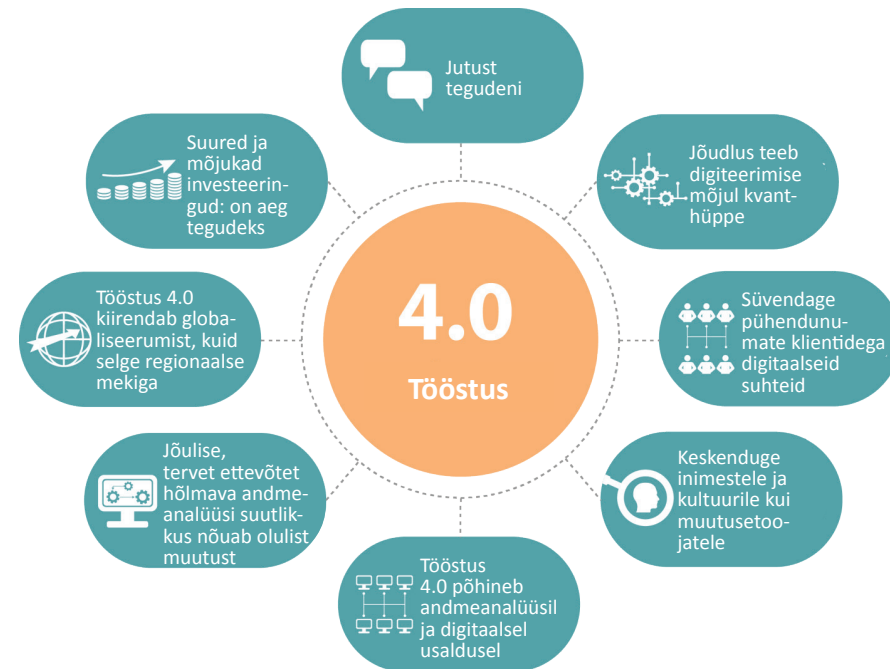 Jutust
tegudeni
Jõudlus teeb
digiteerimise
mõjul kvant-
hüppe
Süvendage
pühendunu-
mate klientidega
digitaalseid
suhteid
Keskenduge
inimestele ja
kultuurile kui
muutusetoo-
jatele
Tööstus
4.0 põhineb
andmeanalüüsil
ja digitaalsel
usaldusel
Jõulise,
tervet ettevõtet
hõlmava andme-
analüüsi suutlik-
kus nõuab olulist
muutust
Tööstus 4.0
kiirendab globa-
liseerumist, kuid
selge regionaalse
mekiga
Suured ja
mõjukad
investeerin-
gud: on aeg
tegudeks
4.0
Tööstus